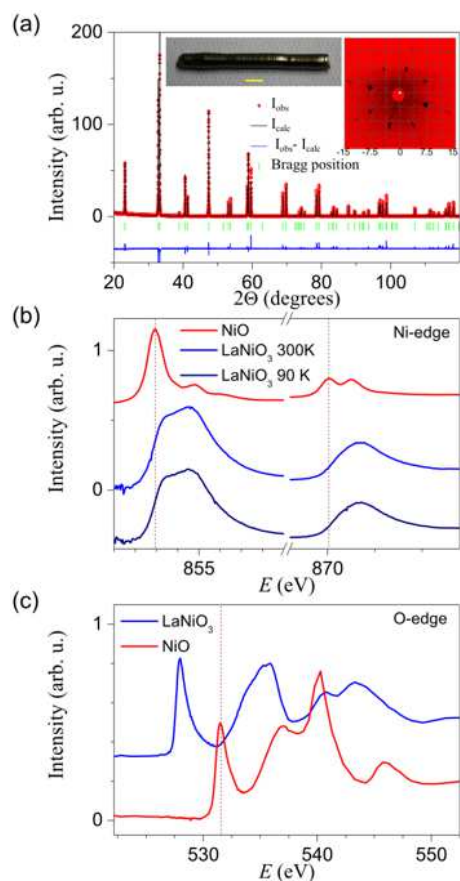 (a)
200
100
0
Intensity (arb. u.)
I_obs
I_calc
I_obs- I_calc
Bragg position
-15 -7.5 0 7.5 15
20 40 60 80 100
2Θ (degrees)
(b)
NiO
LaNiO₃ 300K
LaNiO₃ 90 K
Ni-edge
1
0
Intensity (arb. u.)
855 870
E (eV)
(c)
LaNiO₃
NiO
O-edge
1
0
Intensity (arb. u.)
530 540 550
E (eV)